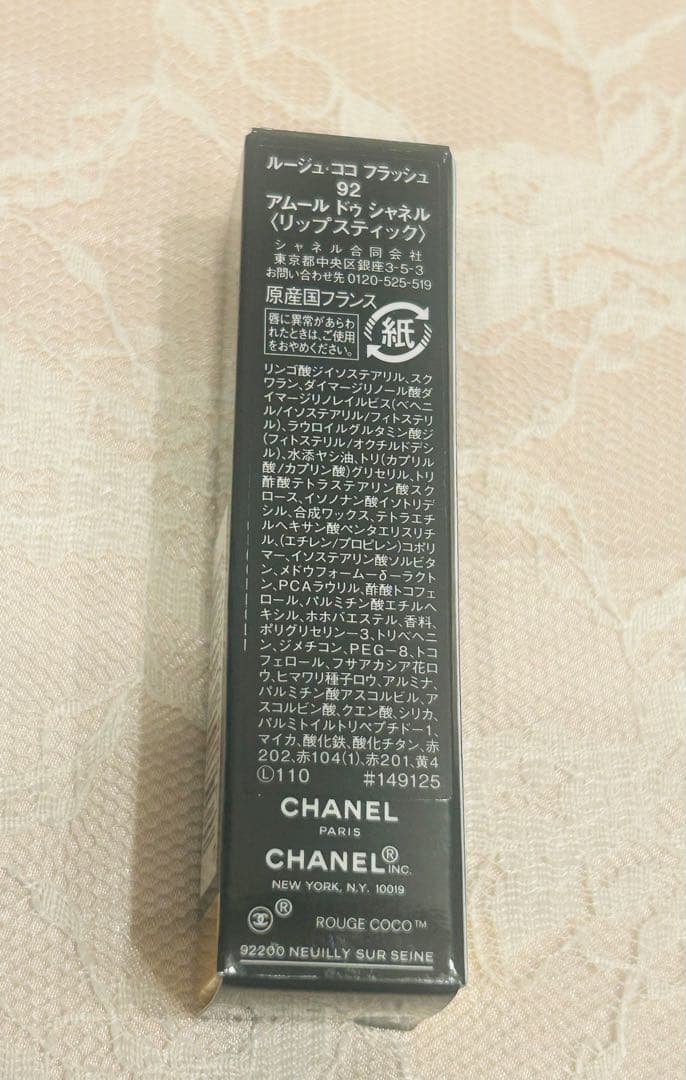 ルージュ・ココ フラッシュ
92
アムール ドゥ シャネル
〈リップスティック〉
シャネル合同会社
東京都中央区銀座3-5-3
お問い合わせ先 0120-525-519
原産国フランス
唇に異常があらわ
れたときは、ご使用
をおやめください。
紙
リンゴ酸ジイソステアリル、スク
ワラン、ダイマージリノール酸ダ
イマージリノレイルビス(ベヘニ
ル/イソステアリル/フィトステリ
ル)、ラウロイルグルタミン酸ジ
(フィトステリル/オクチルドデシ
ル)、水添ヤシ油、トリ(カプリル
酸/カプリン酸)グリセリル、トリ
酢酸テトラステアリン酸スク
ロース、イソノナン酸イソトリデ
シル、合成ワックス、テトラエチ
ルヘキサン酸ペンタエリスリチ
ル、(エチレン/プロピレン)コポリ
マー、イソステアリン酸ソルビタ
ン、メドウフォーム-δ-ラクト
ン、PCAラウリル、酢酸トコフェ
ロール、パルミチン酸エチルヘ
キシル、ホホバエステル、香料、
ポリグリセリン-3、トリベヘニ
ン、ジメチコン、PEG-8、トコ
フェロール、フサアカシア花ロ
ウ、ヒマワリ種子ロウ、アルミナ、
パルミチン酸アスコルビル、ア
スコルビン酸、クエン酸、シリカ、
パルミトイルトリペプチド-1、
マイカ、酸化鉄、酸化チタン、赤
202、赤104(1)、赤201、黄4
Ⓛ110 #149125
CHANEL
PARIS
CHANEL® INC.
NEW YORK, N.Y. 10019
® ROUGE COCO™
92200 NEUILLY SUR SEINE